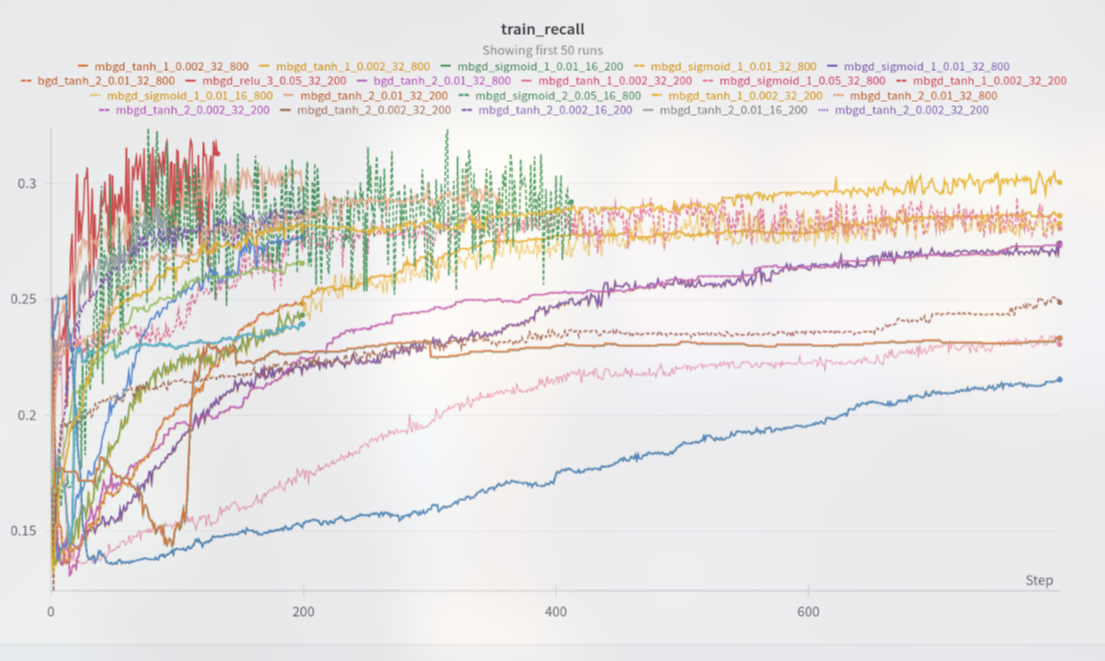 train_recall
Showing first 50 runs
mbgd_tanh_1_0.002_32_800 mbgd_tanh_1_0.002_32_800 mbgd_sigmoid_1_0.01_16_200 mbgd_sigmoid_1_0.01_32_800 mbgd_sigmoid_1_0.01_32_800
bgd_tanh_2_0.01_32_800 mbgd_relu_3_0.05_32_200 bgd_tanh_2_0.01_32_800 mbgd_tanh_1_0.002_32_200 mbgd_sigmoid_1_0.05_32_800 mbgd_tanh_1_0.002_32_200
mbgd_sigmoid_1_0.01_16_800 mbgd_tanh_2_0.01_32_200 mbgd_sigmoid_2_0.05_16_800 mbgd_tanh_1_0.002_32_200 mbgd_tanh_2_0.01_32_800
mbgd_tanh_2_0.002_32_200 mbgd_tanh_2_0.002_32_200 mbgd_tanh_2_0.002_16_200 mbgd_tanh_2_0.01_16_200 mbgd_tanh_2_0.002_32_200
0.3
0.25
0.2
0.15
Step
0 200 400 600